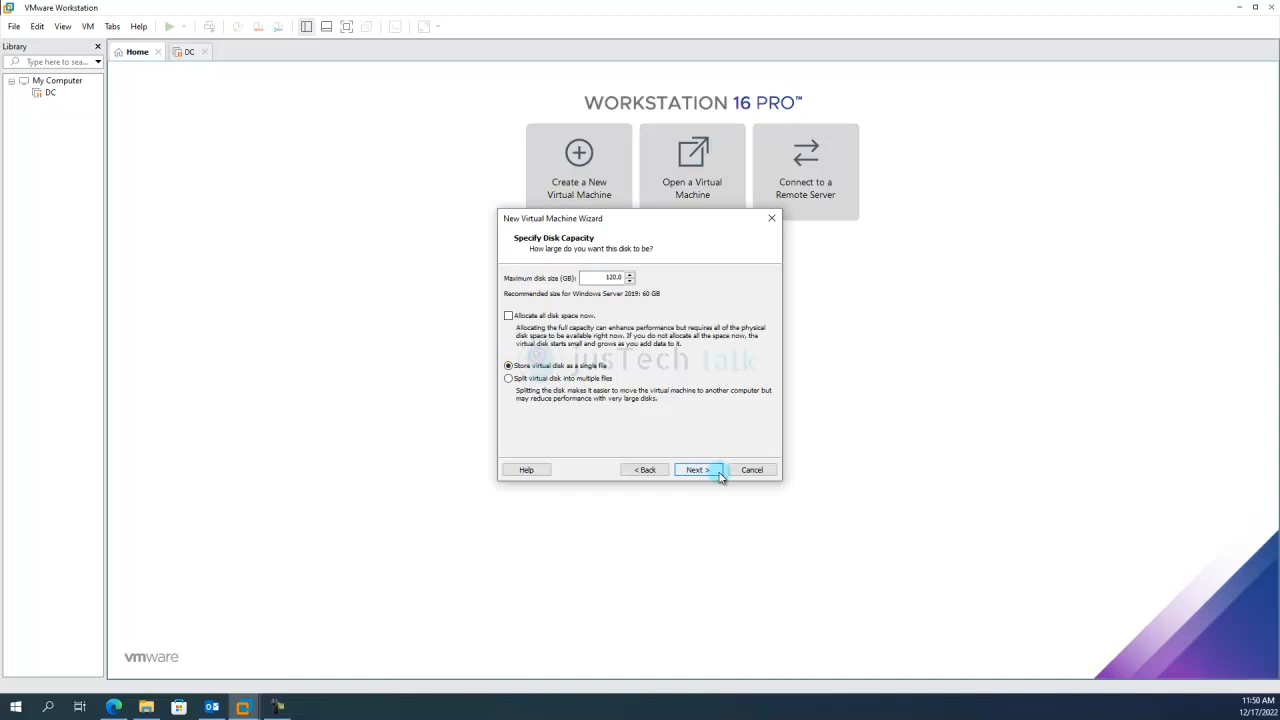 VMware Workstation
File Edit View VM Tabs Help
Library
Type here to sea...
My Computer
DC
Home
DC
WORKSTATION 16 PRO™
Create a New
Virtual Machine
Open a Virtual
Machine
Connect to a
Remote Server
New Virtual Machine Wizard
Specify Disk Capacity
How large do you want this disk to be?
Maximum disk size (GB): 120.0
Recommended size for Windows Server 2019: 60 GB
Allocate all disk space now.
Allocating the full capacity can enhance performance but requires all of the physical
disk space to be available right now. If you do not allocate all the space now, the
virtual disk starts small and grows as you add data to it.
jusTech talk
Store virtual disk as a single file
Split virtual disk into multiple files
Splitting the disk makes it easier to move the virtual machine to another computer but
may reduce performance with very large disks.
Help < Back Next > Cancel
vmware
11:50 AM
12/17/2022